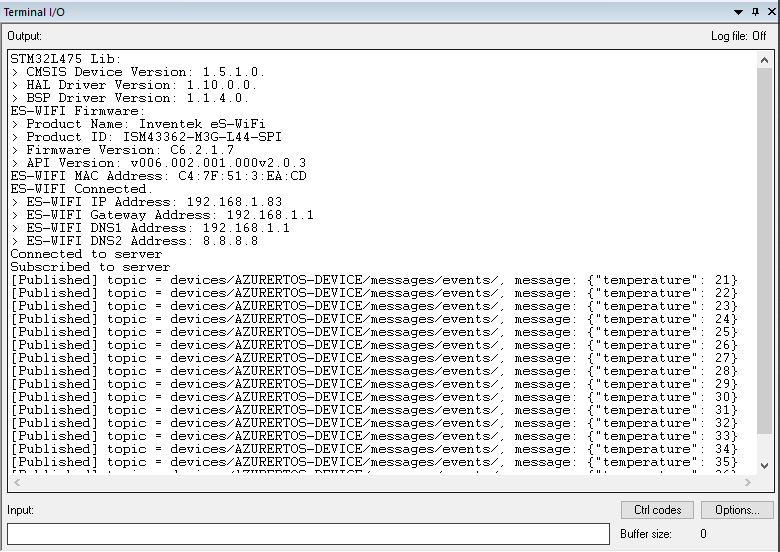 Terminal I/O
Output:
Log file: Off
STM32L475 Lib:
> CMSIS Device Version: 1.5.1.0.
> HAL Driver Version: 1.10.0.0.
> BSP Driver Version: 1.1.4.0.
ES-WIFI Firmware:
> Product Name: Inventek eS-WiFi
> Product ID: ISM43362-M3G-L44-SPI
> Firmware Version: C6.2.1.7
> API Version: v006.002.001.000v2.0.3
ES-WIFI MAC Address: C4:7F:51:3:EA:CD
ES-WIFI Connected.
> ES-WIFI IP Address: 192.168.1.83
> ES-WIFI Gateway Address: 192.168.1.1
> ES-WIFI DNS1 Address: 192.168.1.1
> ES-WIFI DNS2 Address: 8.8.8.8
Connected to server
Subscribed to server
[Published] topic = devices/AZURERTOS-DEVICE/messages/events/, message: {"temperature": 21}
[Published] topic = devices/AZURERTOS-DEVICE/messages/events/, message: {"temperature": 22}
[Published] topic = devices/AZURERTOS-DEVICE/messages/events/, message: {"temperature": 23}
[Published] topic = devices/AZURERTOS-DEVICE/messages/events/, message: {"temperature": 24}
[Published] topic = devices/AZURERTOS-DEVICE/messages/events/, message: {"temperature": 25}
[Published] topic = devices/AZURERTOS-DEVICE/messages/events/, message: {"temperature": 26}
[Published] topic = devices/AZURERTOS-DEVICE/messages/events/, message: {"temperature": 27}
[Published] topic = devices/AZURERTOS-DEVICE/messages/events/, message: {"temperature": 28}
[Published] topic = devices/AZURERTOS-DEVICE/messages/events/, message: {"temperature": 29}
[Published] topic = devices/AZURERTOS-DEVICE/messages/events/, message: {"temperature": 30}
[Published] topic = devices/AZURERTOS-DEVICE/messages/events/, message: {"temperature": 31}
[Published] topic = devices/AZURERTOS-DEVICE/messages/events/, message: {"temperature": 32}
[Published] topic = devices/AZURERTOS-DEVICE/messages/events/, message: {"temperature": 33}
[Published] topic = devices/AZURERTOS-DEVICE/messages/events/, message: {"temperature": 34}
[Published] topic = devices/AZURERTOS-DEVICE/messages/events/, message: {"temperature": 35}
Input:
Ctrl codes
Options...
Buffer size: 0